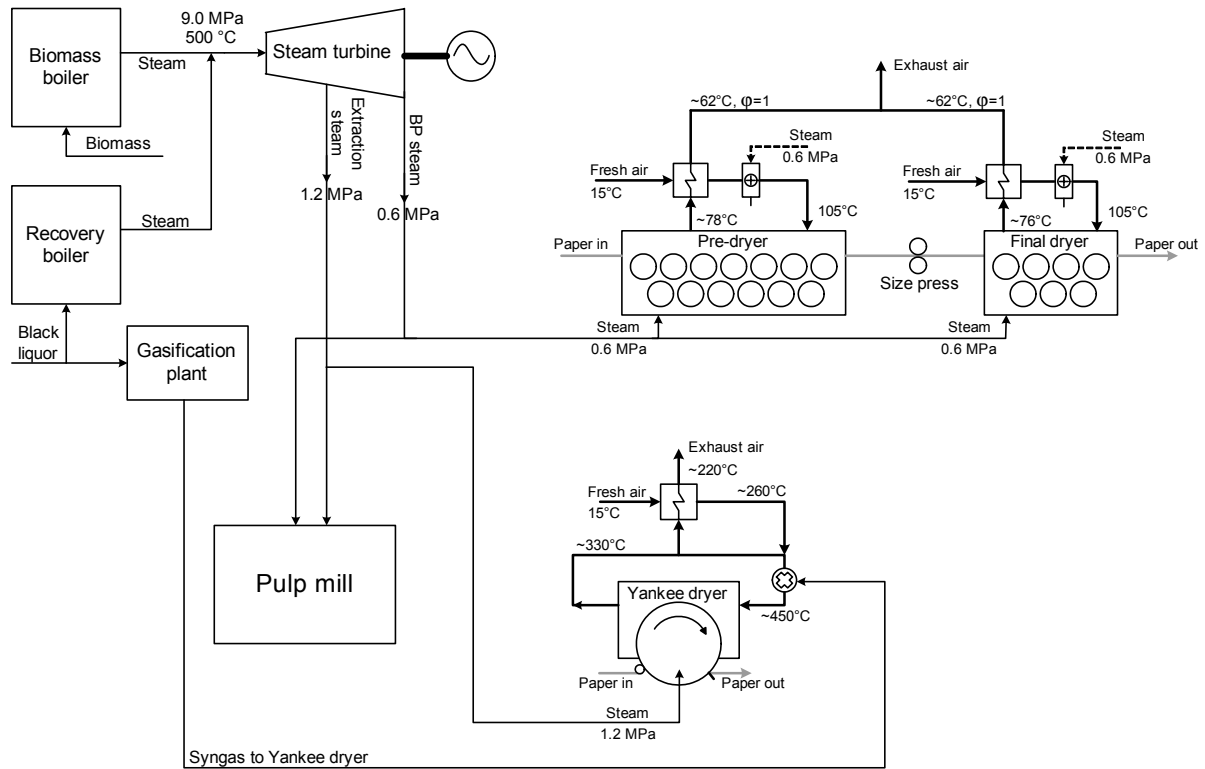 9.0 MPa
500 °C
Biomass
boiler
Steam
Steam turbine
Biomass
Extraction
steam
BP steam
1.2 MPa
0.6 MPa
Recovery
boiler
Steam
Black
liquor
Gasification
plant
Exhaust air
~62°C, φ=1
~62°C, φ=1
Steam
0.6 MPa
Steam
0.6 MPa
Fresh air
15°C
Fresh air
15°C
~78°C
105°C
~76°C
105°C
Paper in
Pre-dryer
Final dryer
Paper out
Size press
Steam
0.6 MPa
Steam
0.6 MPa
Exhaust air
~220°C
Fresh air
15°C
~260°C
~330°C
Pulp mill
Yankee dryer
~450°C
Paper in
Paper out
Steam
1.2 MPa
Syngas to Yankee dryer